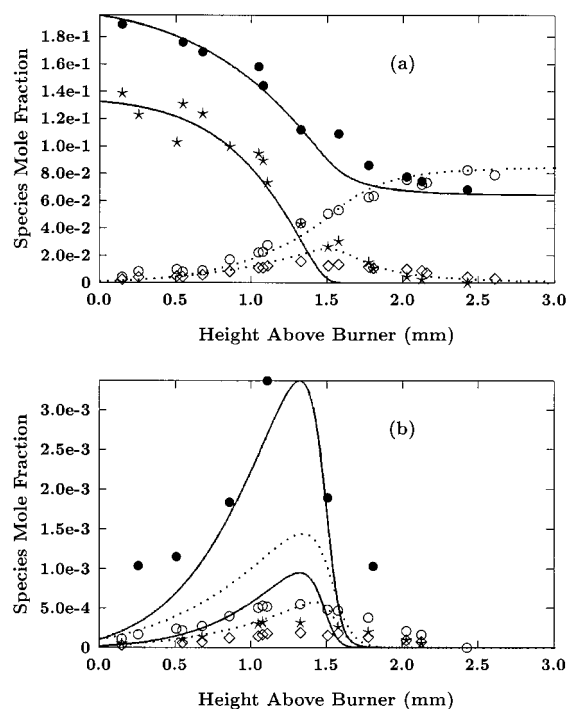 1.8e-1
1.6e-1
1.4e-1
1.2e-1
1.0e-1
8.0e-2
6.0e-2
4.0e-2
2.0e-2
0
Species Mole Fraction
(a)
0.0 0.5 1.0 1.5 2.0 2.5 3.0
Height Above Burner (mm)
3.0e-3
2.5e-3
2.0e-3
1.5e-3
1.0e-3
5.0e-4
0
Species Mole Fraction
(b)
0.0 0.5 1.0 1.5 2.0 2.5 3.0
Height Above Burner (mm)